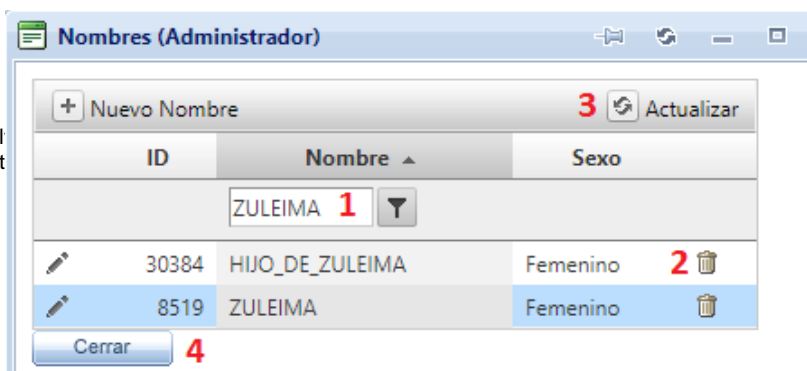 Nombres (Administrador)
+ Nuevo Nombre 3 Actualizar
ID Nombre Sexo
ZULEIMA 1
30384 HIJO_DE_ZULEIMA Femenino 2
8519 ZULEIMA Femenino
Cerrar 4